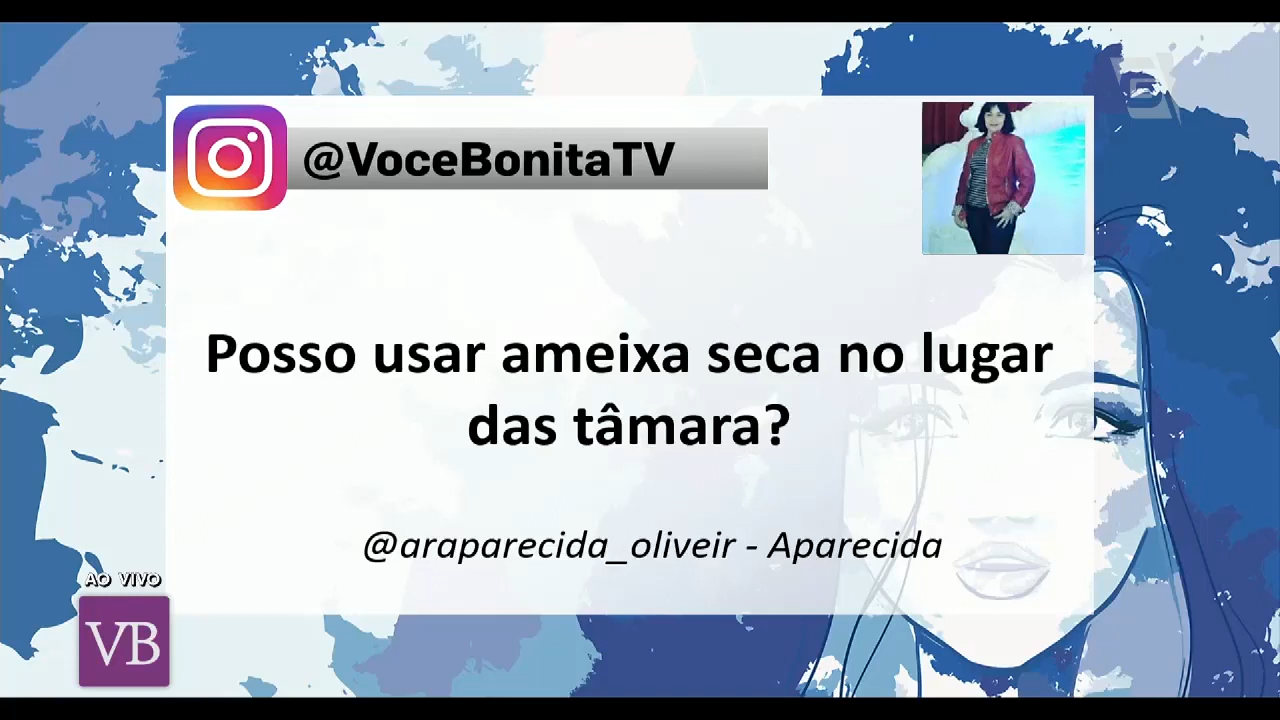 @VoceBonitaTV
Posso usar ameixa seca no lugar
das tâmara?
@araparecida_oliveir - Aparecida
AO VIVO
VB